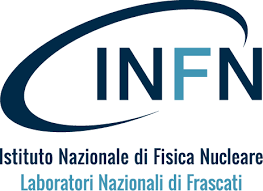 INFN
Istituto Nazionale di Fisica Nucleare
Laboratori Nazionali di Frascati